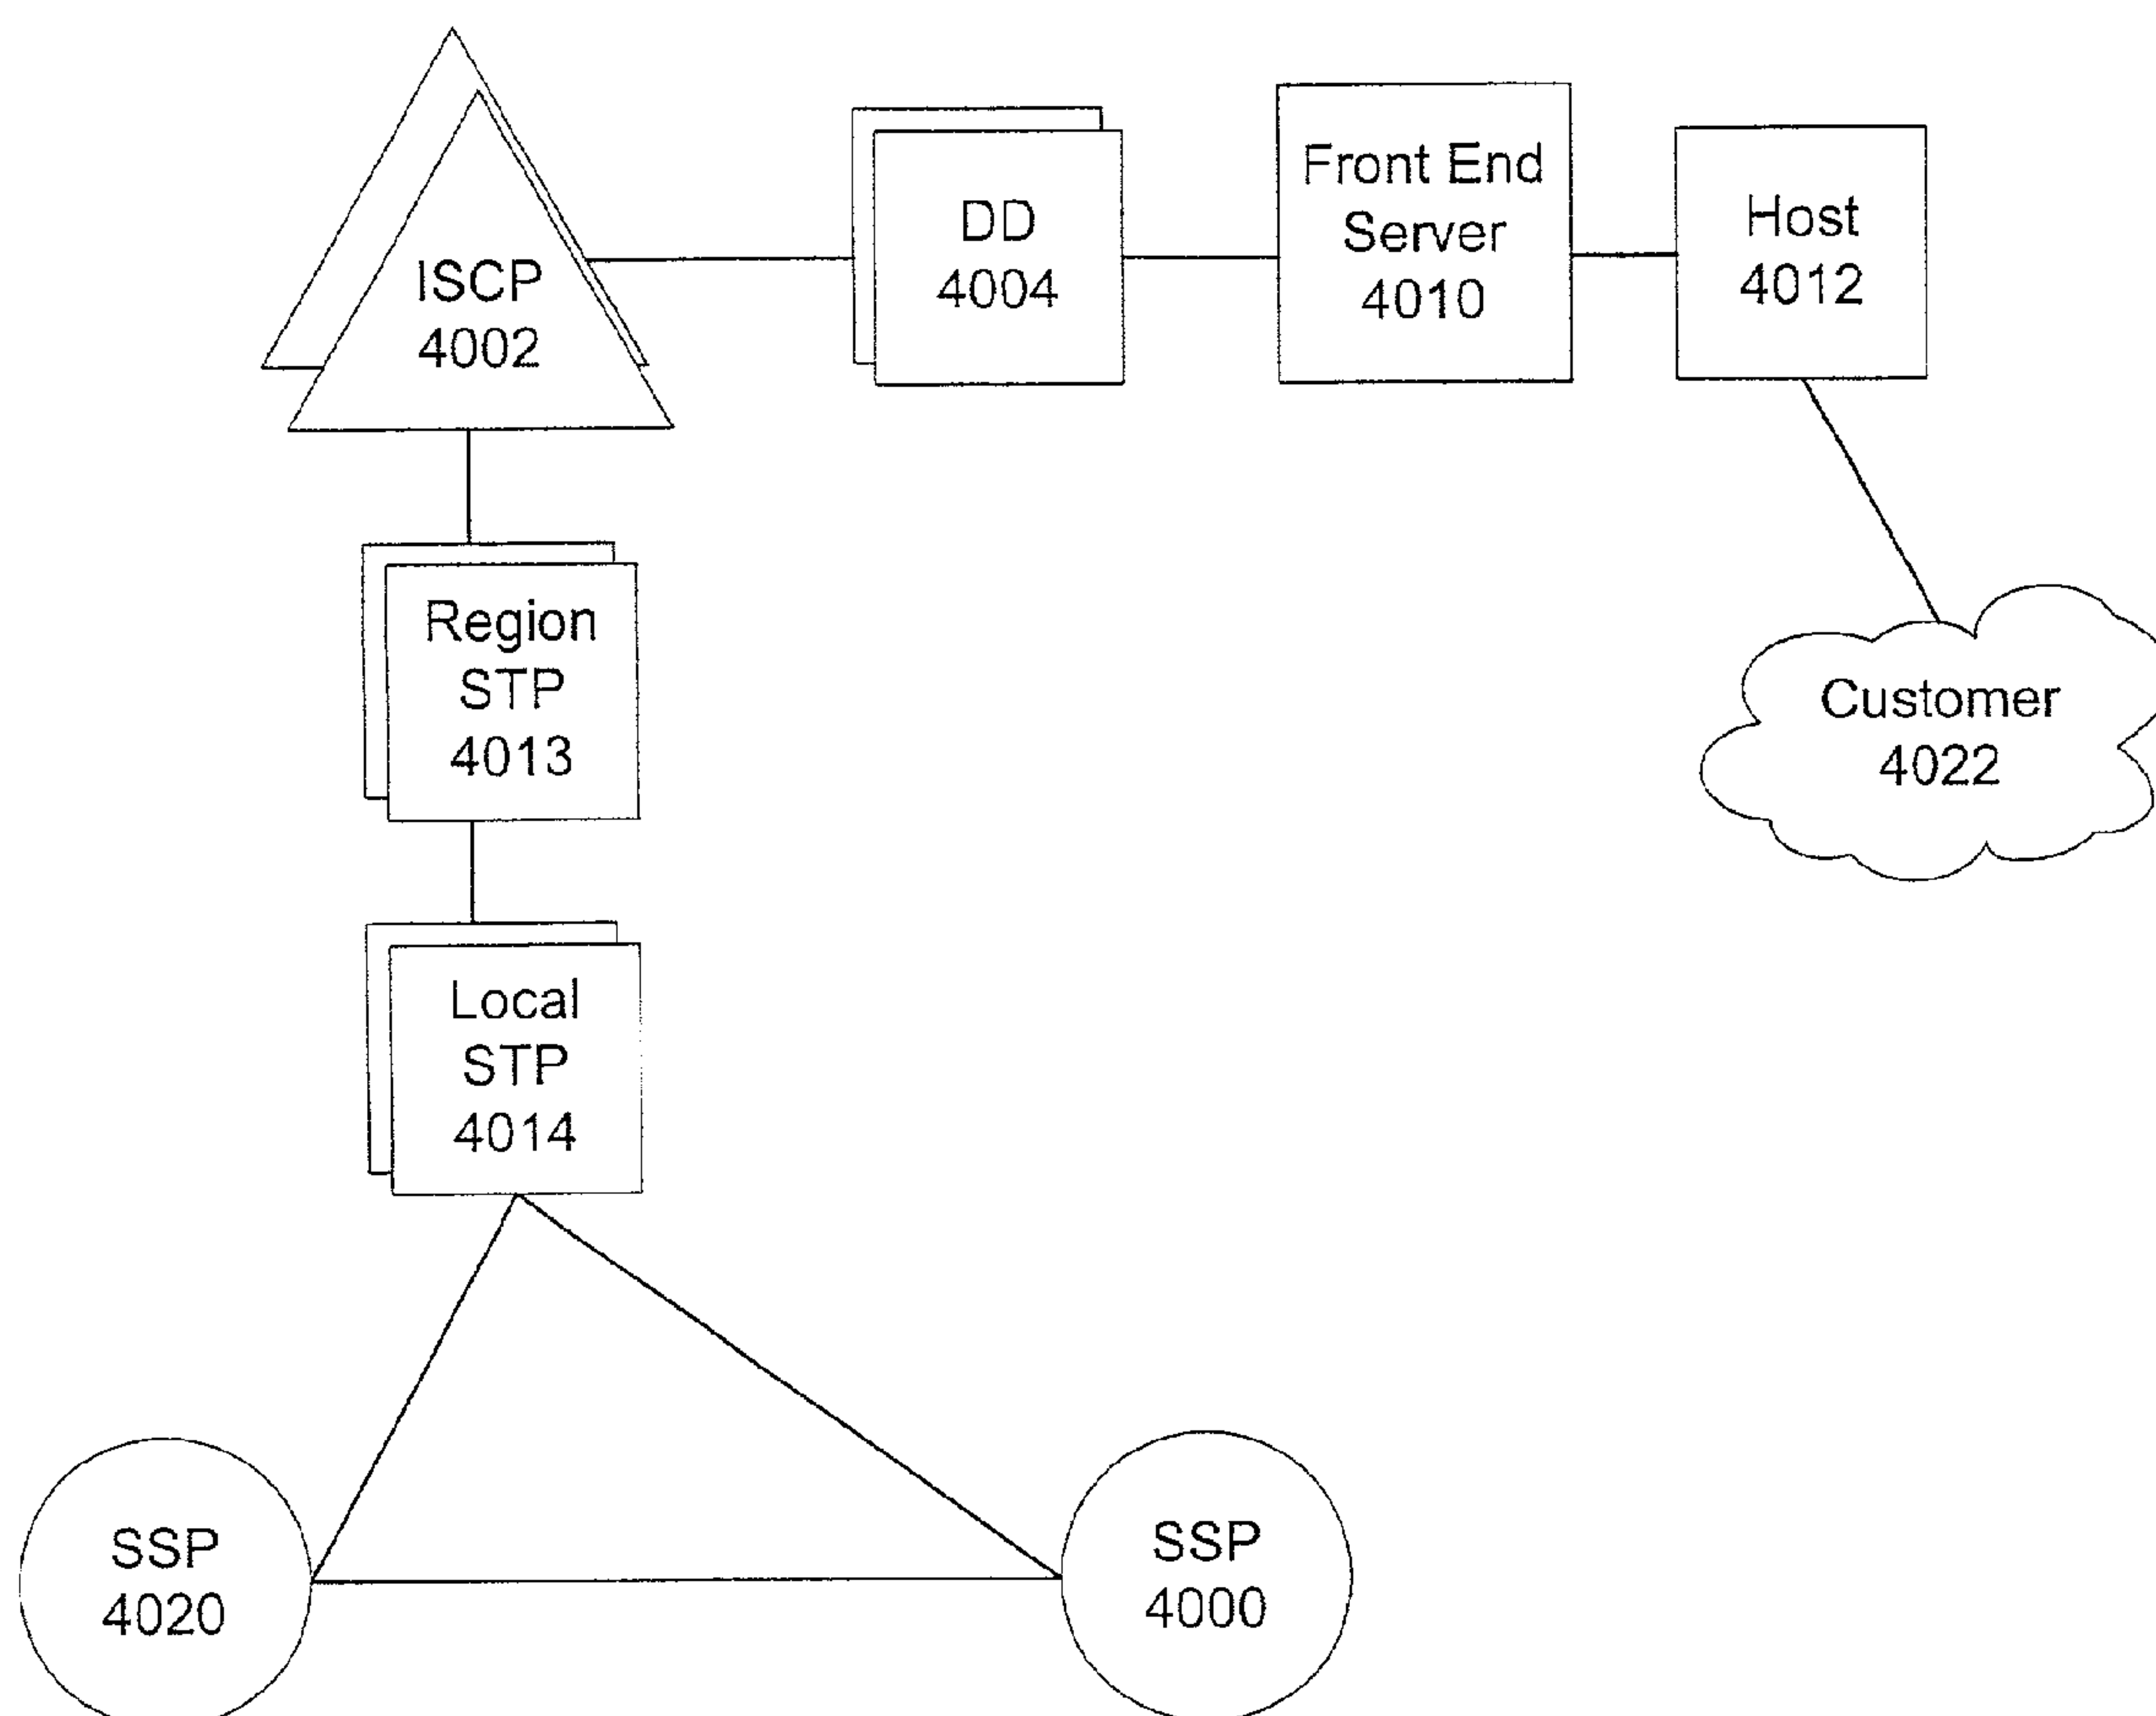 ISCP
4002
DD
4004
Front End
Server
4010
Host
4012
Region
STP
4013
Customer
4022
Local
STP
4014
SSP
4020
SSP
4000